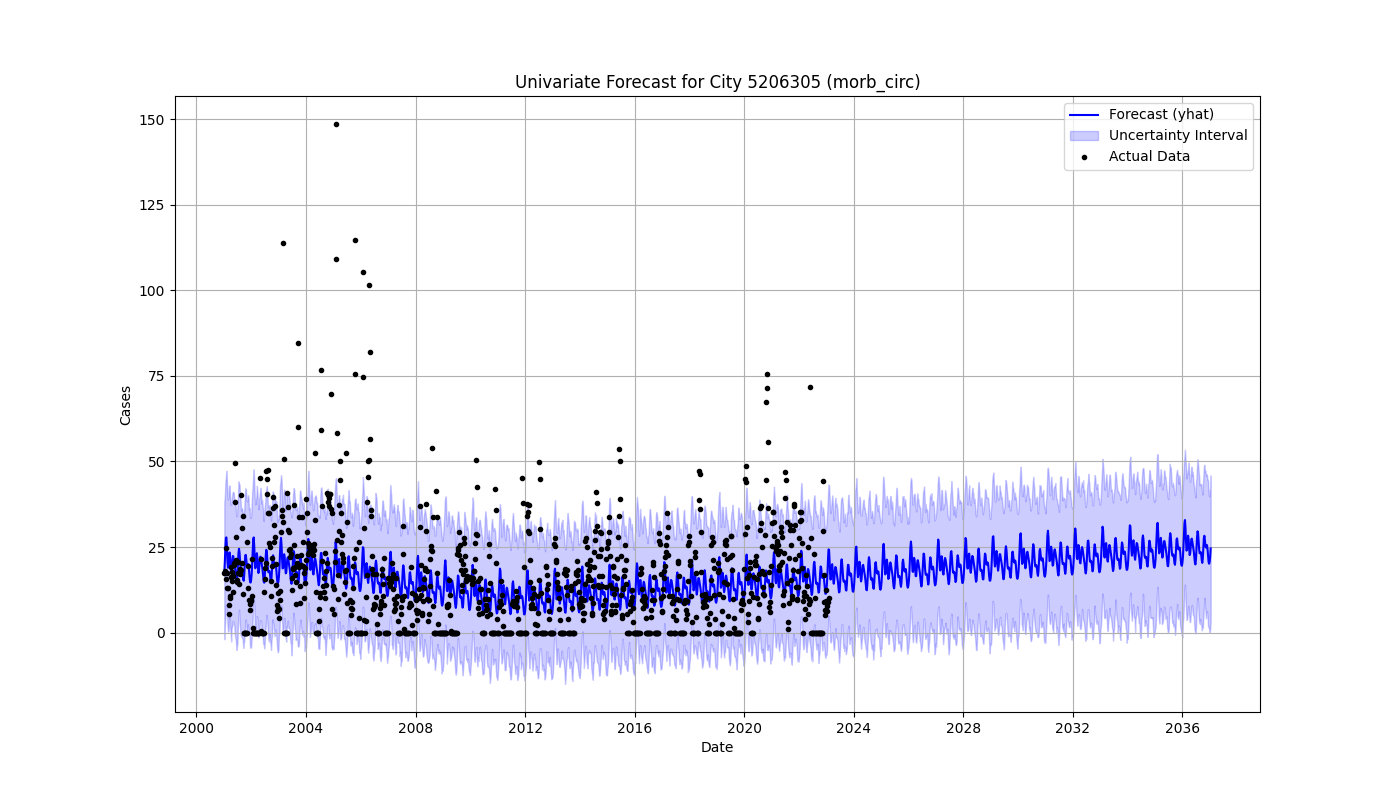 Univariate Forecast for City 5206305 (morb_circ)
Forecast (yhat)
Uncertainty Interval
Actual Data
150
125
100
75
50
25
0
Cases
2000 2004 2008 2012 2016 2020 2024 2028 2032 2036
Date